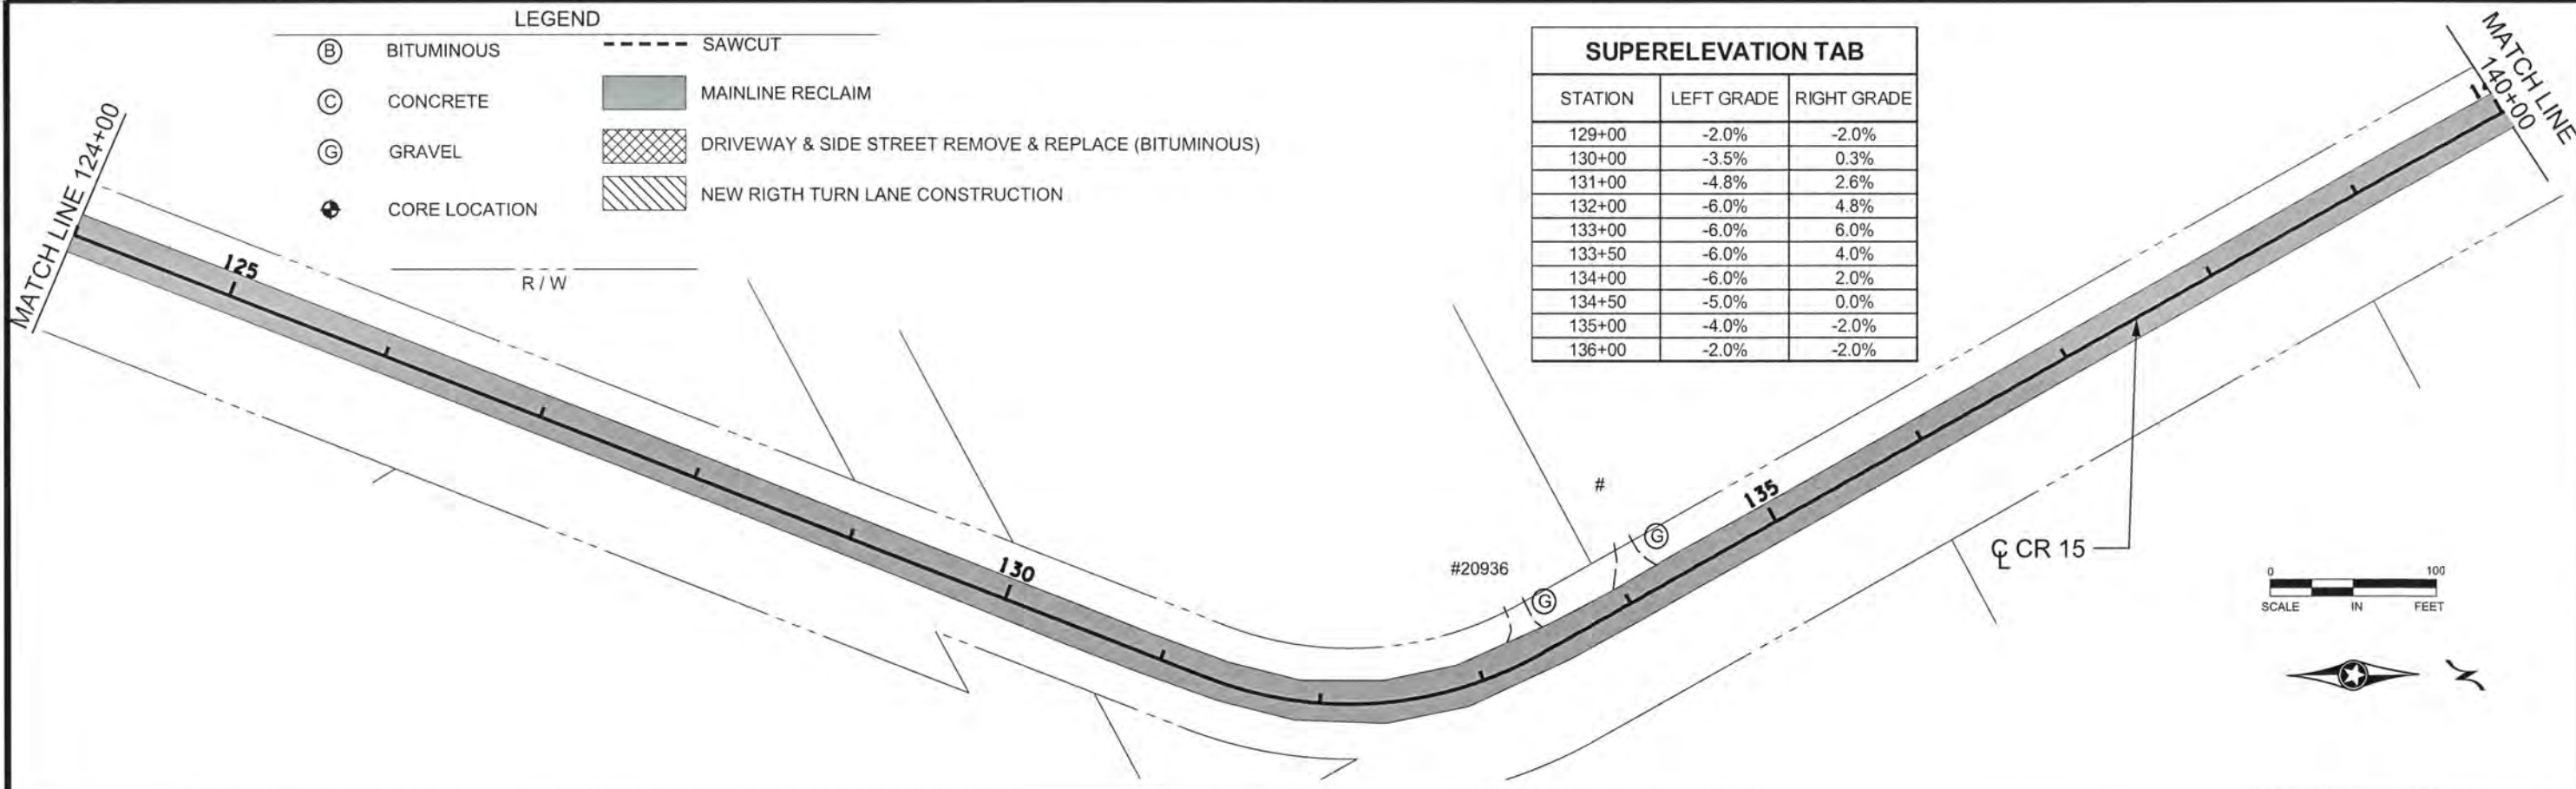 LEGEND
Ⓑ BITUMINOUS
Ⓒ CONCRETE
Ⓖ GRAVEL
CORE LOCATION
SAWCUT
MAINLINE RECLAIM
DRIVEWAY & SIDE STREET REMOVE & REPLACE (BITUMINOUS)
NEW RIGTH TURN LANE CONSTRUCTION
R / W
SUPERELEVATION TAB
STATION LEFT GRADE RIGHT GRADE
129+00 -2.0% -2.0%
130+00 -3.5% 0.3%
131+00 -4.8% 2.6%
132+00 -6.0% 4.8%
133+00 -6.0% 6.0%
133+50 -6.0% 4.0%
134+00 -6.0% 2.0%
134+50 -5.0% 0.0%
135+00 -4.0% -2.0%
136+00 -2.0% -2.0%
MATCH LINE 124+00
MATCH LINE
140+00
125
130
135
#
#20936
Ⓖ
Ⓖ
℄ CR 15
0 100
SCALE IN FEET